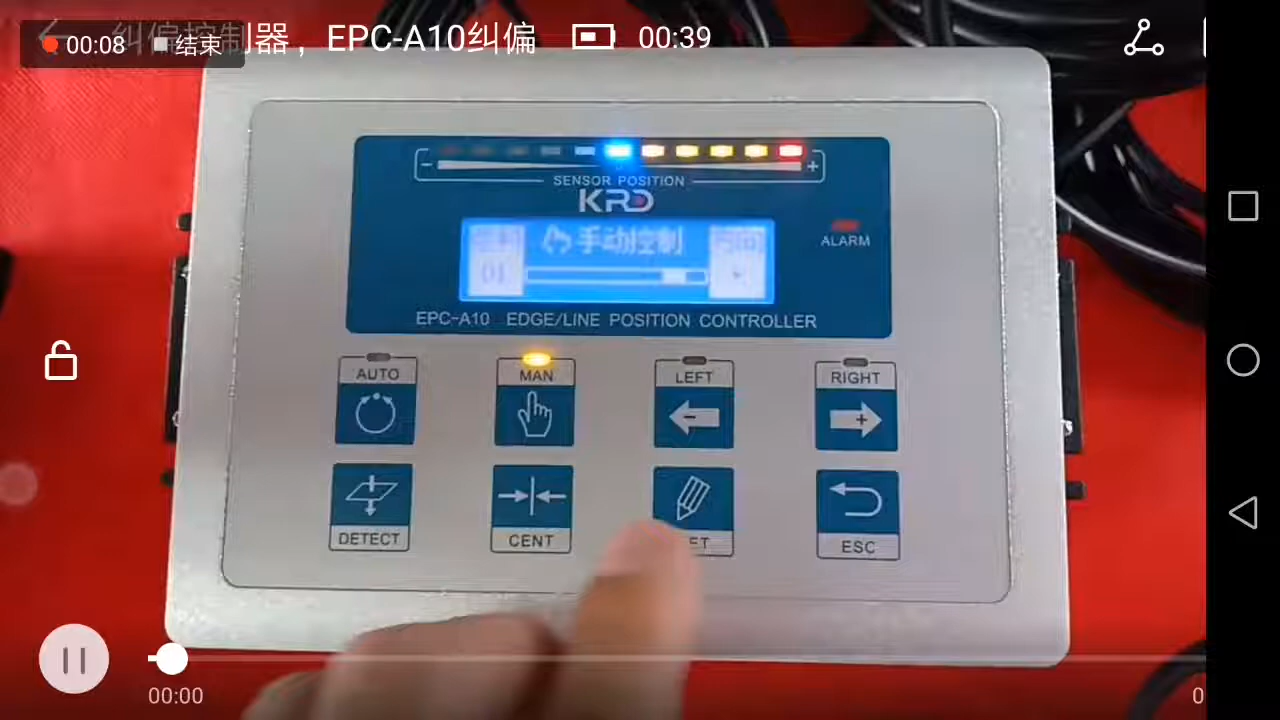 纠偏控制器，EPC-A10纠偏
00:39
00:08
结束
- +
SENSOR POSITION
KRD
手动控制
01
ALARM
EPC-A10 EDGE/LINE POSITION CONTROLLER
AUTO
MAN
LEFT
RIGHT
-
+
DETECT
CENT
ESC
00:00